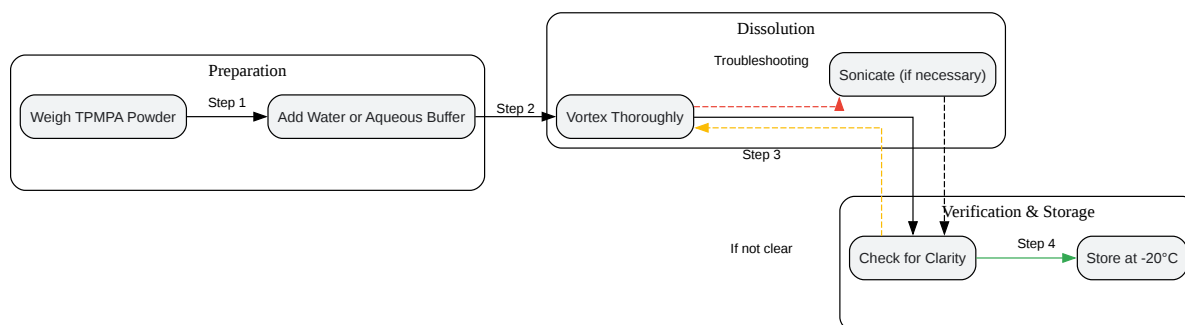 Preparation
Weigh TPMPA Powder
Step 1
Add Water or Aqueous Buffer
Step 2
Dissolution
Troubleshooting
Sonicate (if necessary)
Vortex Thoroughly
Step 3
Verification & Storage
If not clear
Check for Clarity
Step 4
Store at -20°C